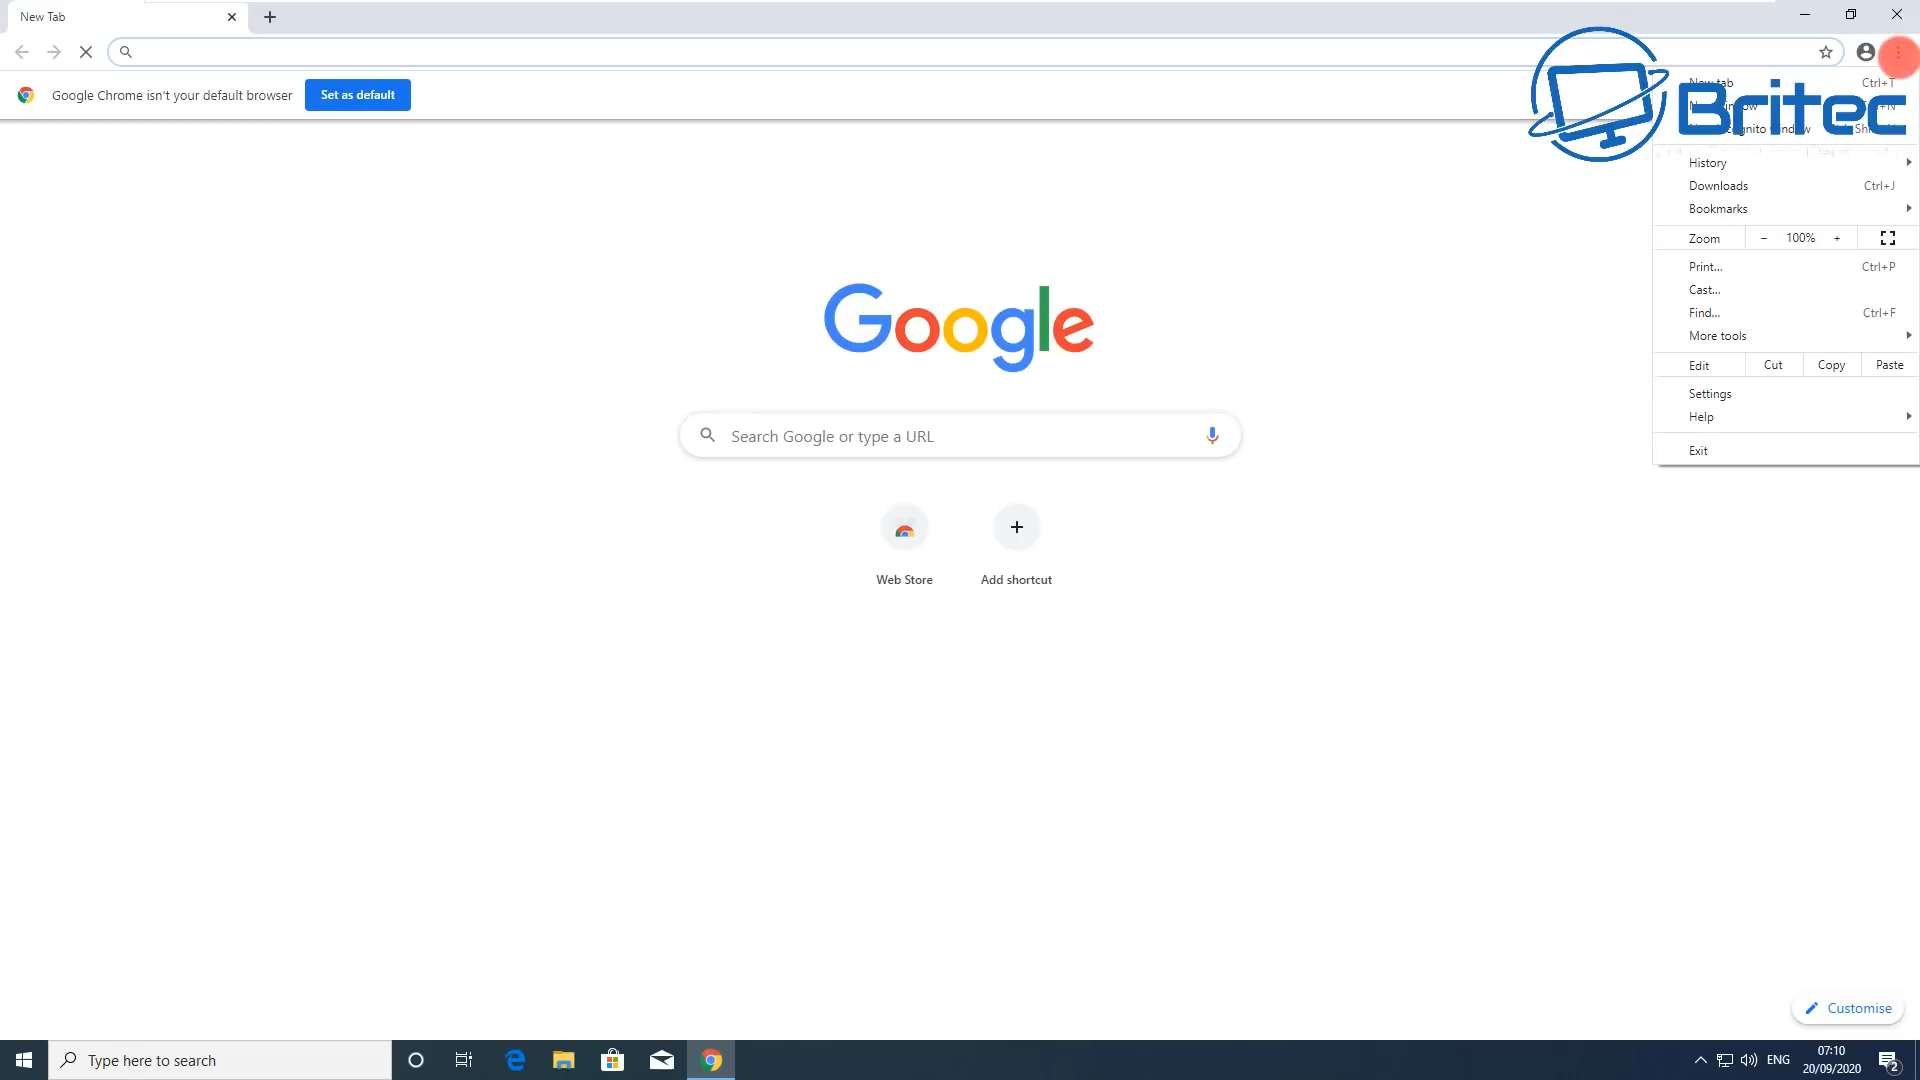 New Tab
Google Chrome isn't your default browser Set as default
New tab Ctrl+T
Britec
History
Downloads Ctrl+J
Bookmarks
Zoom - 100% +
Print... Ctrl+P
Cast...
Find... Ctrl+F
More tools
Edit Cut Copy Paste
Settings
Help
Exit
Google
Search Google or type a URL
Web Store Add shortcut
Customise
Type here to search
ENG
07:10
20/09/2020
2